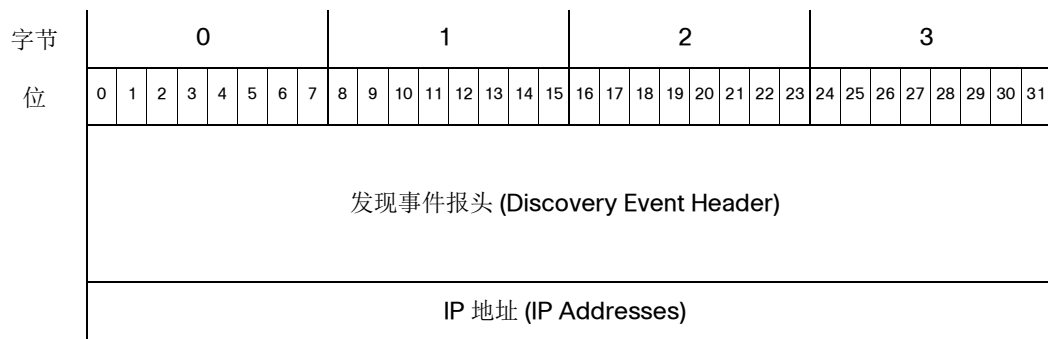 字节 0 1 2 3
位 0 1 2 3 4 5 6 7 8 9 10 11 12 13 14 15 16 17 18 19 20 21 22 23 24 25 26 27 28 29 30 31
发现事件报头 (Discovery Event Header)
IP 地址 (IP Addresses)